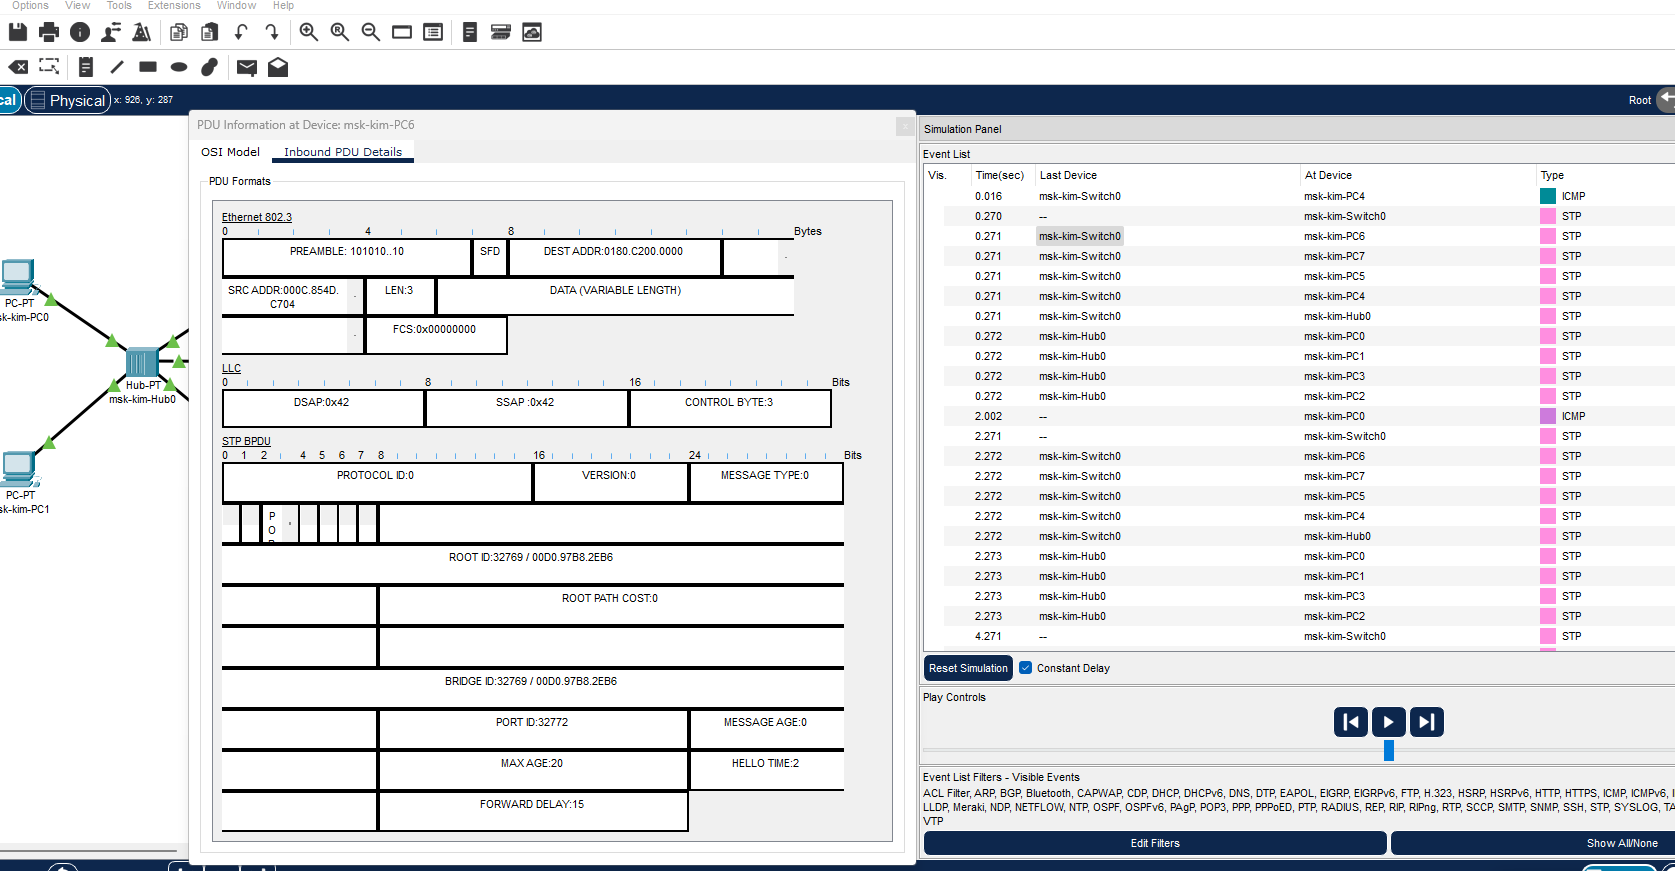 Options View Tools Extensions Window Help
Physical x: 926, y: 287
Root
PC-PT
sk-kim-PC0
Hub-PT
msk-kim-Hub0
PC-PT
sk-kim-PC1
PDU Information at Device: msk-kim-PC6
OSI Model Inbound PDU Details
PDU Formats
Ethernet 802.3
0 4 8 Bytes
PREAMBLE: 101010..10 SFD DEST ADDR:0180.C200.0000
SRC ADDR:000C.854D. LEN:3 DATA (VARIABLE LENGTH)
C704
FCS:0x00000000
LLC
0 8 16 Bits
DSAP:0x42 SSAP :0x42 CONTROL BYTE:3
STP BPDU
0 1 2 4 5 6 7 8 16 24 Bits
PROTOCOL ID:0 VERSION:0 MESSAGE TYPE:0
P
O
ROOT ID:32769 / 00D0.97B8.2EB6
ROOT PATH COST:0
BRIDGE ID:32769 / 00D0.97B8.2EB6
PORT ID:32772 MESSAGE AGE:0
MAX AGE:20 HELLO TIME:2
FORWARD DELAY:15
Simulation Panel
Event List
Vis. Time(sec) Last Device At Device Type
0.016 msk-kim-Switch0 msk-kim-PC4 ICMP
0.270 -- msk-kim-Switch0 STP
0.271 msk-kim-Switch0 msk-kim-PC6 STP
0.271 msk-kim-Switch0 msk-kim-PC7 STP
0.271 msk-kim-Switch0 msk-kim-PC5 STP
0.271 msk-kim-Switch0 msk-kim-PC4 STP
0.271 msk-kim-Switch0 msk-kim-Hub0 STP
0.272 msk-kim-Hub0 msk-kim-PC0 STP
0.272 msk-kim-Hub0 msk-kim-PC1 STP
0.272 msk-kim-Hub0 msk-kim-PC3 STP
0.272 msk-kim-Hub0 msk-kim-PC2 STP
2.002 -- msk-kim-PC0 ICMP
2.271 -- msk-kim-Switch0 STP
2.272 msk-kim-Switch0 msk-kim-PC6 STP
2.272 msk-kim-Switch0 msk-kim-PC7 STP
2.272 msk-kim-Switch0 msk-kim-PC5 STP
2.272 msk-kim-Switch0 msk-kim-PC4 STP
2.272 msk-kim-Switch0 msk-kim-Hub0 STP
2.273 msk-kim-Hub0 msk-kim-PC0 STP
2.273 msk-kim-Hub0 msk-kim-PC1 STP
2.273 msk-kim-Hub0 msk-kim-PC3 STP
2.273 msk-kim-Hub0 msk-kim-PC2 STP
4.271 -- msk-kim-Switch0 STP
Reset Simulation Constant Delay
Play Controls
Event List Filters - Visible Events
ACL Filter, ARP, BGP, Bluetooth, CAPWAP, CDP, DHCP, DHCPv6, DNS, DTP, EAPOL, EIGRP, EIGRPv6, FTP, H.323, HSRP, HSRPv6, HTTP, HTTPS, ICMP, ICMPv6,
LLDP, Meraki, NDP, NETFLOW, NTP, OSPF, OSPFv6, PAgP, POP3, PPP, PPPoED, PTP, RADIUS, REP, RIP, RIPng, RTP, SCCP, SMTP, SNMP, SSH, STP, SYSLOG, TA
VTP
Edit Filters Show All/None